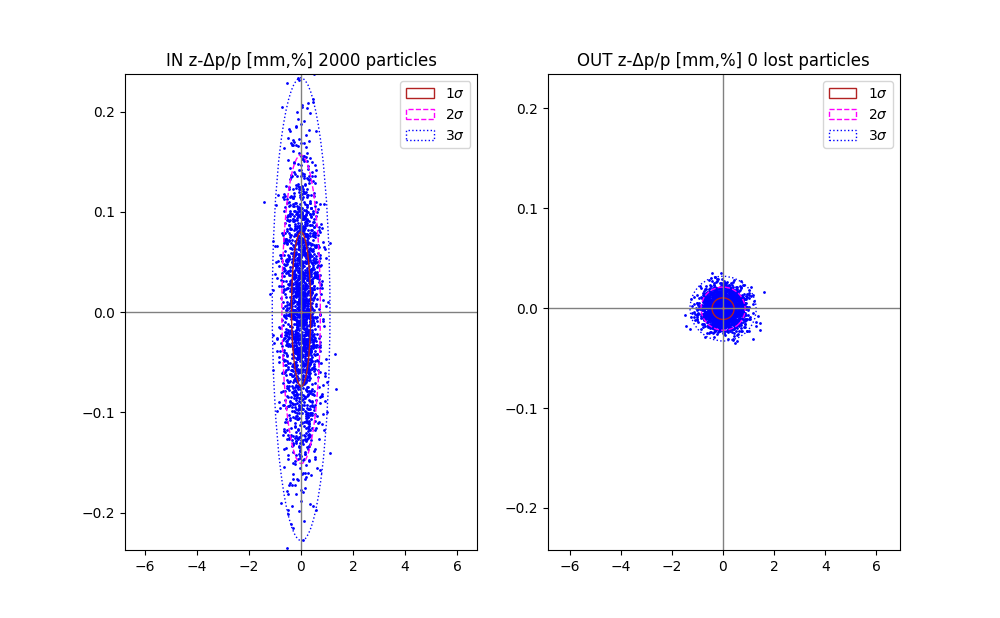 IN z-Δp/p [mm,%] 2000 particles
1σ
2σ
3σ
0.2
0.1
0.0
−0.1
−0.2
−6 −4 −2 0 2 4 6
OUT z-Δp/p [mm,%] 0 lost particles
1σ
2σ
3σ
0.2
0.1
0.0
−0.1
−0.2
−6 −4 −2 0 2 4 6